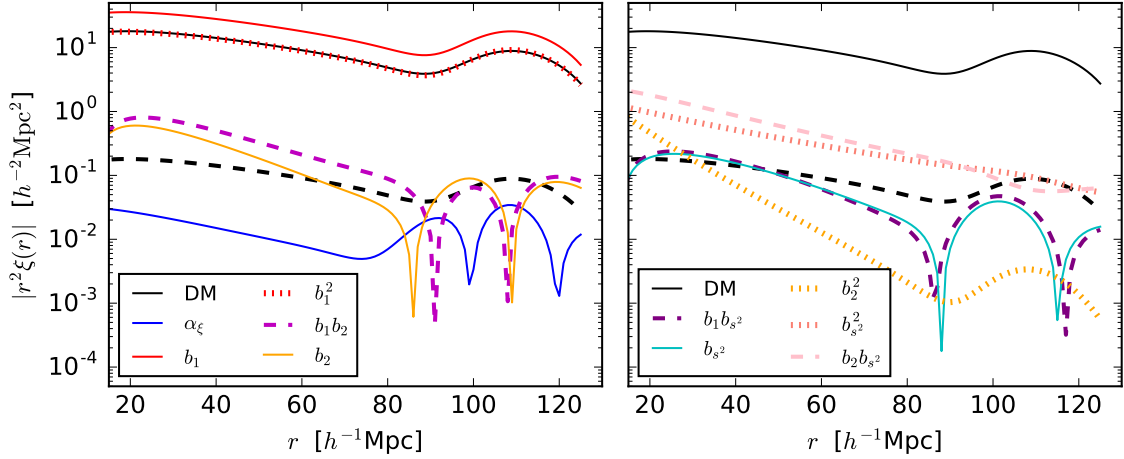 |r²ξ(r)| [h⁻²Mpc²]
10¹
10⁰
10⁻¹
10⁻²
10⁻³
10⁻⁴
DM
α_ξ
b₁
b₁²
b₁b₂
b₂
20 40 60 80 100 120
r [h⁻¹Mpc]
DM
b₁b_{s²}
b_{s²}
b₂²
b_{s²}²
b₂b_{s²}
20 40 60 80 100 120
r [h⁻¹Mpc]